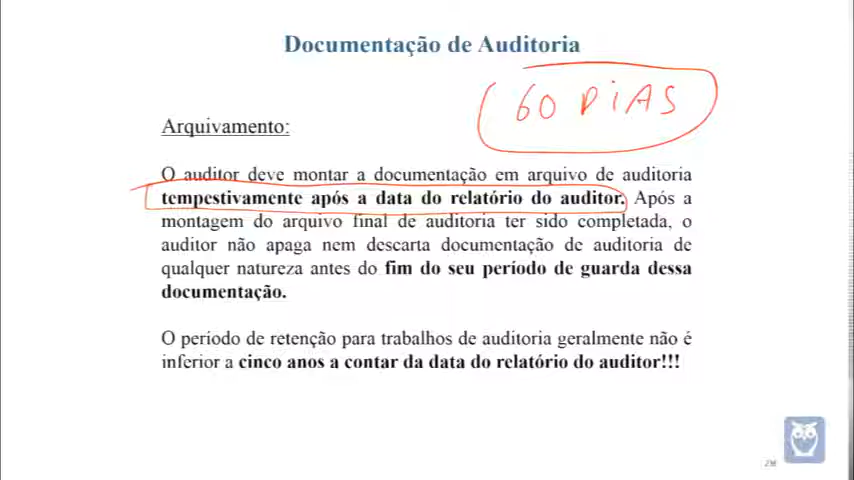 Documentação de Auditoria
60 DIAS
Arquivamento:
O auditor deve montar a documentação em arquivo de auditoria
tempestivamente após a data do relatório do auditor. Após a
montagem do arquivo final de auditoria ter sido completada, o
auditor não apaga nem descarta documentação de auditoria de
qualquer natureza antes do fim do seu período de guarda dessa
documentação.
O período de retenção para trabalhos de auditoria geralmente não é
inferior a cinco anos a contar da data do relatório do auditor!!!